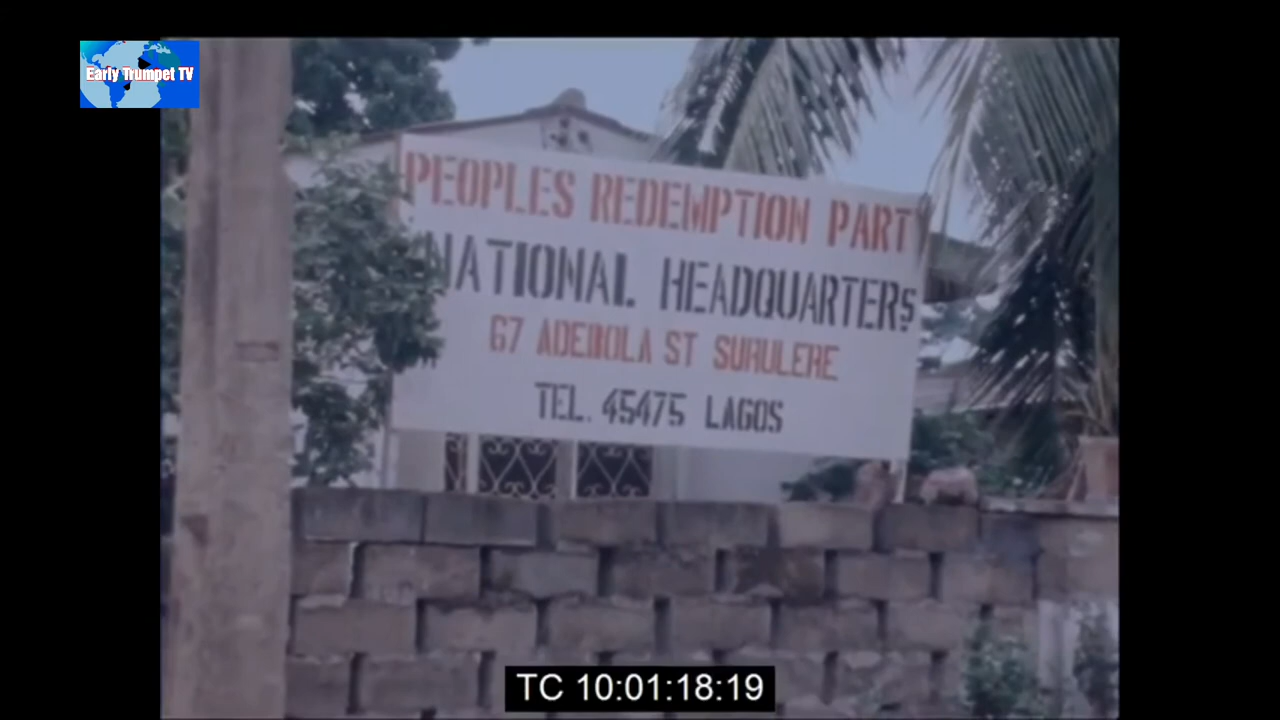 Early Trumpet TV
PEOPLES REDEMPTION PART
NATIONAL HEADQUARTERS
67 ADEBOLA ST SURULERE
TEL. 45475 LAGOS
TC 10:01:18:19